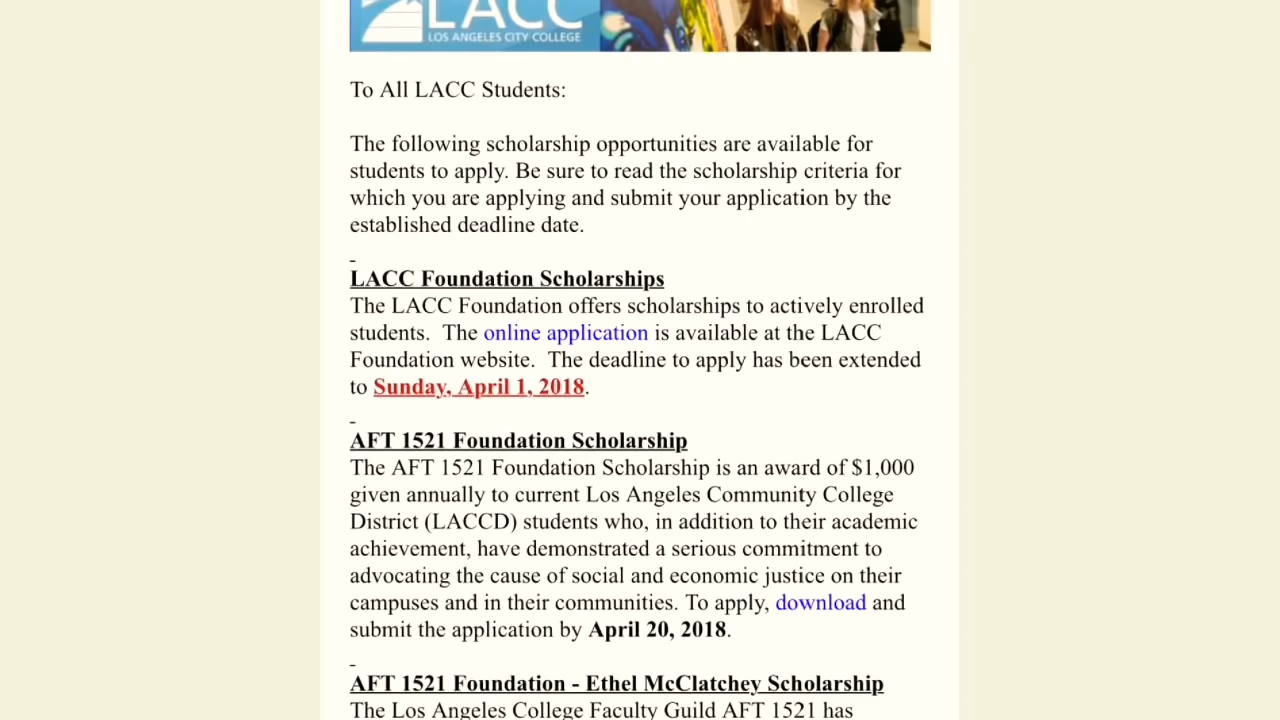 LACC
LOS ANGELES CITY COLLEGE
To All LACC Students:
The following scholarship opportunities are available for
students to apply. Be sure to read the scholarship criteria for
which you are applying and submit your application by the
established deadline date.
LACC Foundation Scholarships
The LACC Foundation offers scholarships to actively enrolled
students.  The online application is available at the LACC
Foundation website.  The deadline to apply has been extended
to Sunday, April 1, 2018.
AFT 1521 Foundation Scholarship
The AFT 1521 Foundation Scholarship is an award of $1,000
given annually to current Los Angeles Community College
District (LACCD) students who, in addition to their academic
achievement, have demonstrated a serious commitment to
advocating the cause of social and economic justice on their
campuses and in their communities. To apply, download and
submit the application by April 20, 2018.
AFT 1521 Foundation - Ethel McClatchey Scholarship
The Los Angeles College Faculty Guild AFT 1521 has